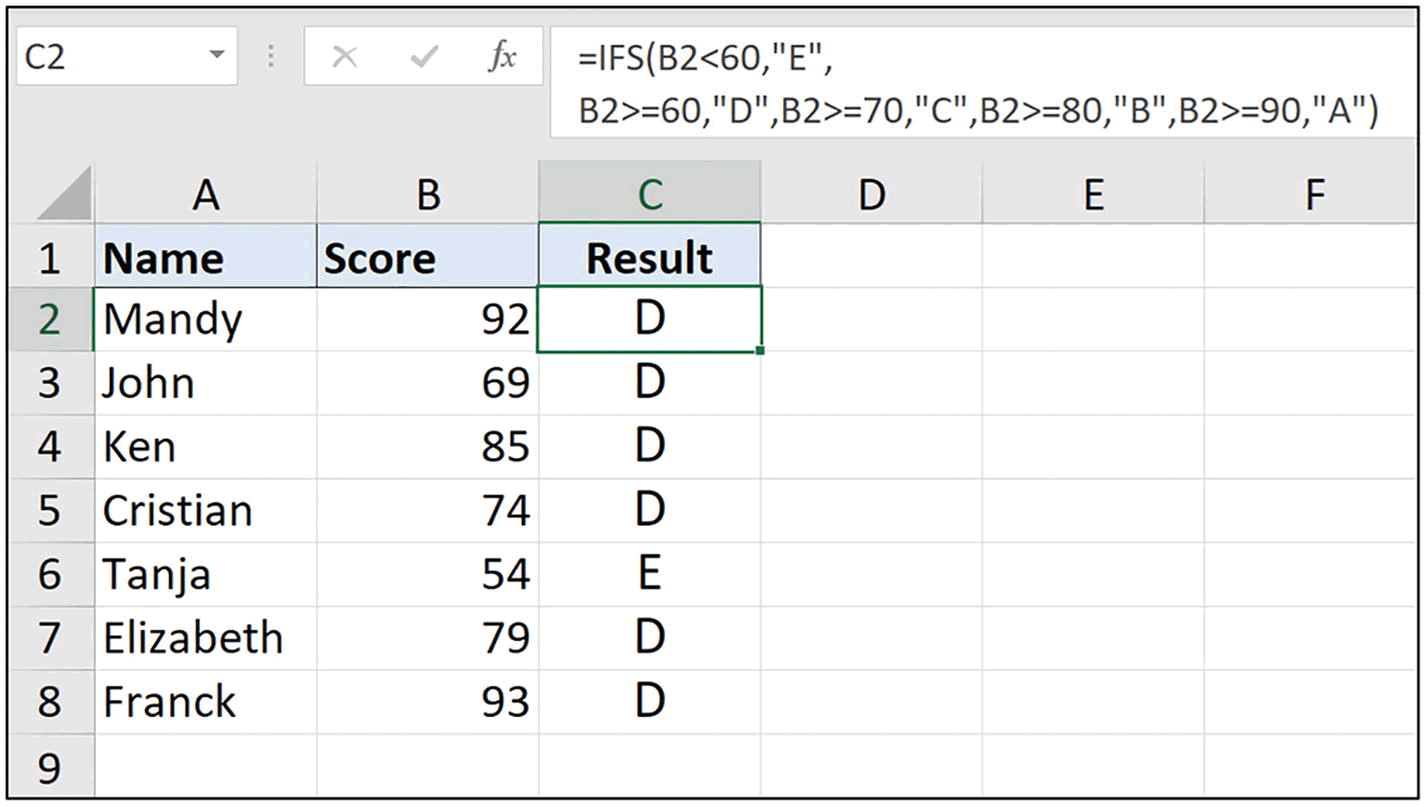 C2 fx =IFS(B2<60,"E",
B2>=60,"D",B2>=70,"C",B2>=80,"B",B2>=90,"A")
A B C D E F
1 Name Score Result
2 Mandy 92 D
3 John 69 D
4 Ken 85 D
5 Cristian 74 D
6 Tanja 54 E
7 Elizabeth 79 D
8 Franck 93 D
9